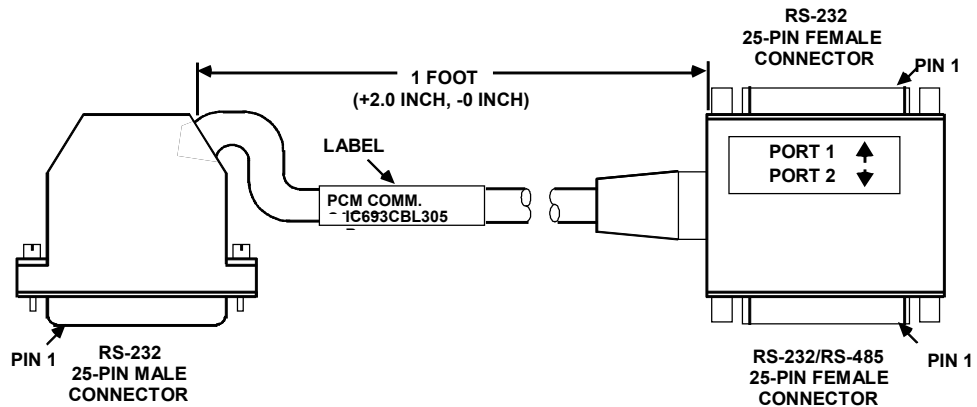 RS-232
25-PIN FEMALE
CONNECTOR
PIN 1
1 FOOT
(+2.0 INCH, -0 INCH)
LABEL
PORT 1
PORT 2
PCM COMM.
IC693CBL305
PIN 1
RS-232
25-PIN MALE
CONNECTOR
RS-232/RS-485
25-PIN FEMALE
CONNECTOR
PIN 1